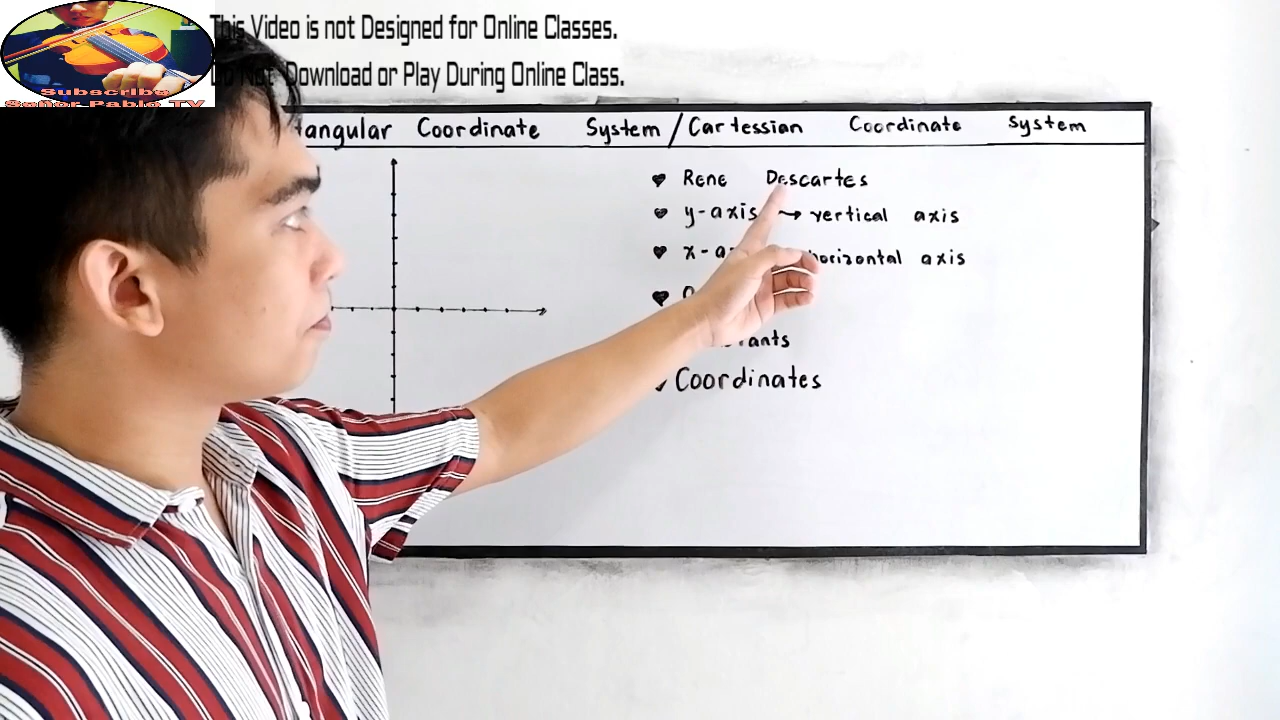 This Video is not Designed for Online Classes.
Do Not Download or Play During Online Class.
Subscribe
Señor Pablo TV
Coordinate System / Cartessian Coordinate System
Rene Descartes
y-axis → vertical axis
horizontal axis
Coordinates